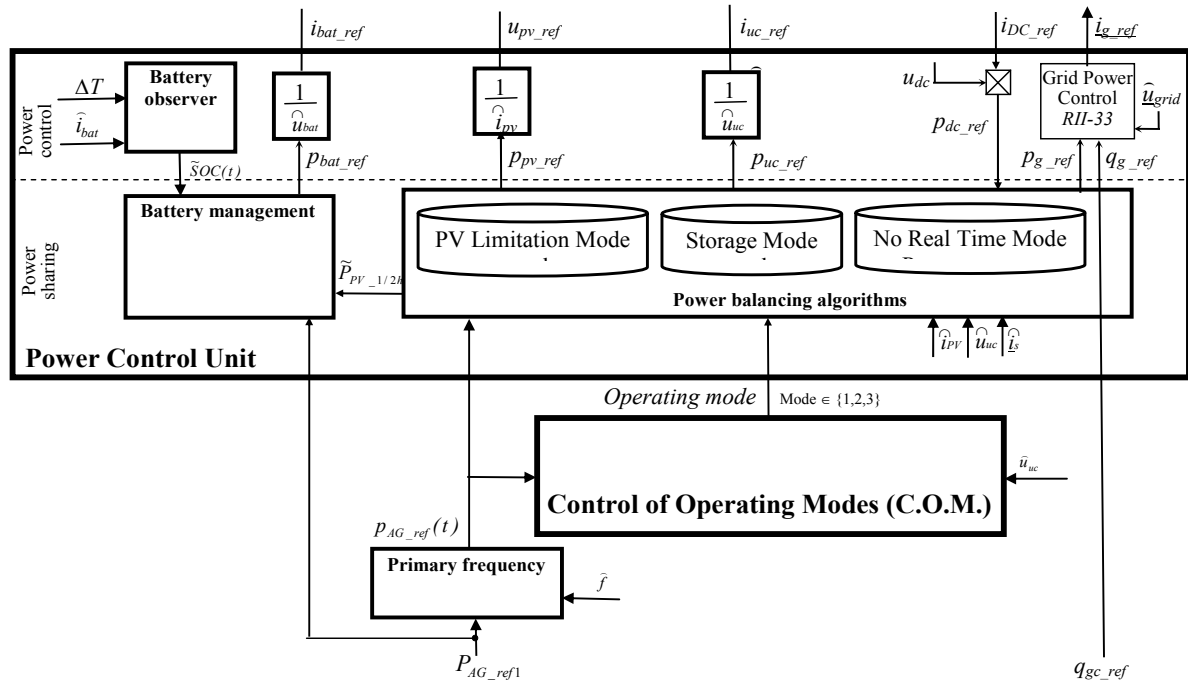 i_bat_ref u_pv_ref i_uc_ref i_DC_ref i_g_ref
Power control
ΔT
î_bat
Battery observer
1 / û_bat
1 / î_pv
1 / û_uc
u_dc
Grid Power Control RII-33
û_grid
p_dc_ref
S̃OC(t)
p_bat_ref p_pv_ref p_uc_ref p_g_ref q_g_ref
Power sharing
Battery management
PV Limitation Mode Storage Mode No Real Time Mode
P̃_PV_1/2h
Power balancing algorithms
î_PV û_uc î_s
Power Control Unit
Operating mode Mode ∈ {1,2,3}
û_uc
Control of Operating Modes (C.O.M.)
p_AG_ref(t)
Primary frequency
f̂
P_AG_ref1
q_gc_ref